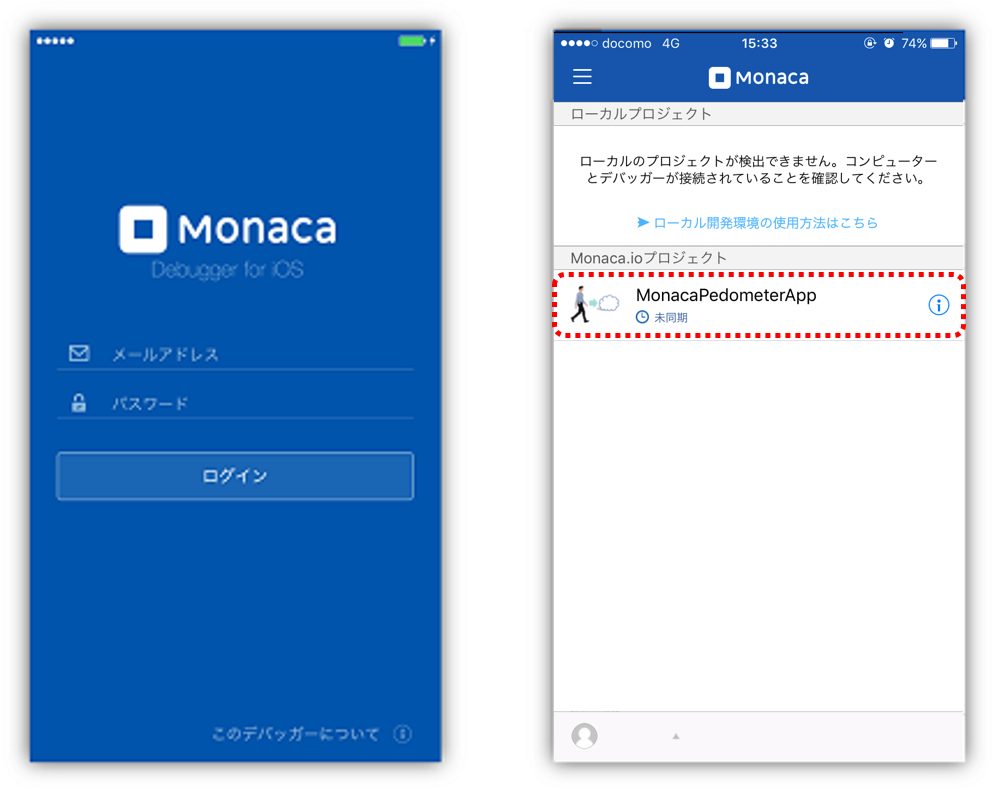 Monaca
Debugger for iOS
メールアドレス
パスワード
ログイン
このデバッガーについて
docomo 4G 15:33 74%
Monaca
ローカルプロジェクト
ローカルのプロジェクトが検出できません。コンピューター
とデバッガーが接続されていることを確認してください。
ローカル開発環境の使用方法はこちら
Monaca.ioプロジェクト
MonacaPedometerApp
未同期